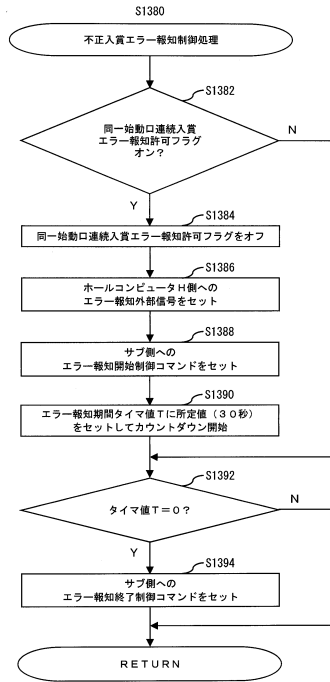 S1380
不正入賞エラー報知制御処理
S1382
同一始動口連続入賞
エラー報知許可フラグ
オン?
N
Y
S1384
同一始動口連続入賞エラー報知許可フラグをオフ
S1386
ホールコンピュータH側への
エラー報知外部信号をセット
S1388
サブ側への
エラー報知開始制御コマンドをセット
S1390
エラー報知期間タイマ値Tに所定値(30秒)
をセットしてカウントダウン開始
S1392
タイマ値T=0?
N
Y
S1394
サブ側への
エラー報知終了制御コマンドをセット
RETURN